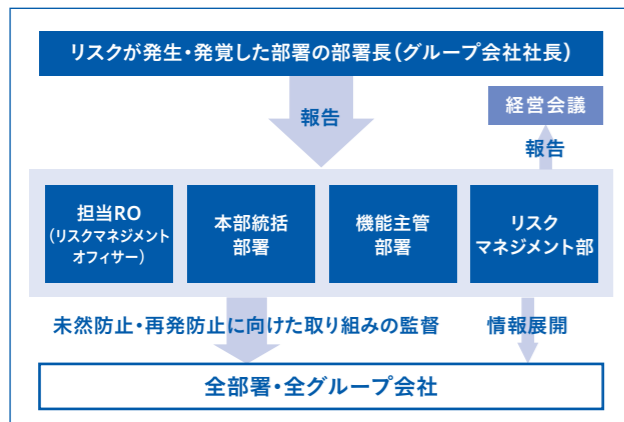 リスクが発生・発覚した部署の部署長（グループ会社社長）
報告
経営会議
報告
担当RO
（リスクマネジメント
オフィサー）
本部統括
部署
機能主管
部署
リスク
マネジメント部
未然防止・再発防止に向けた取り組みの監督
情報展開
全部署・全グループ会社